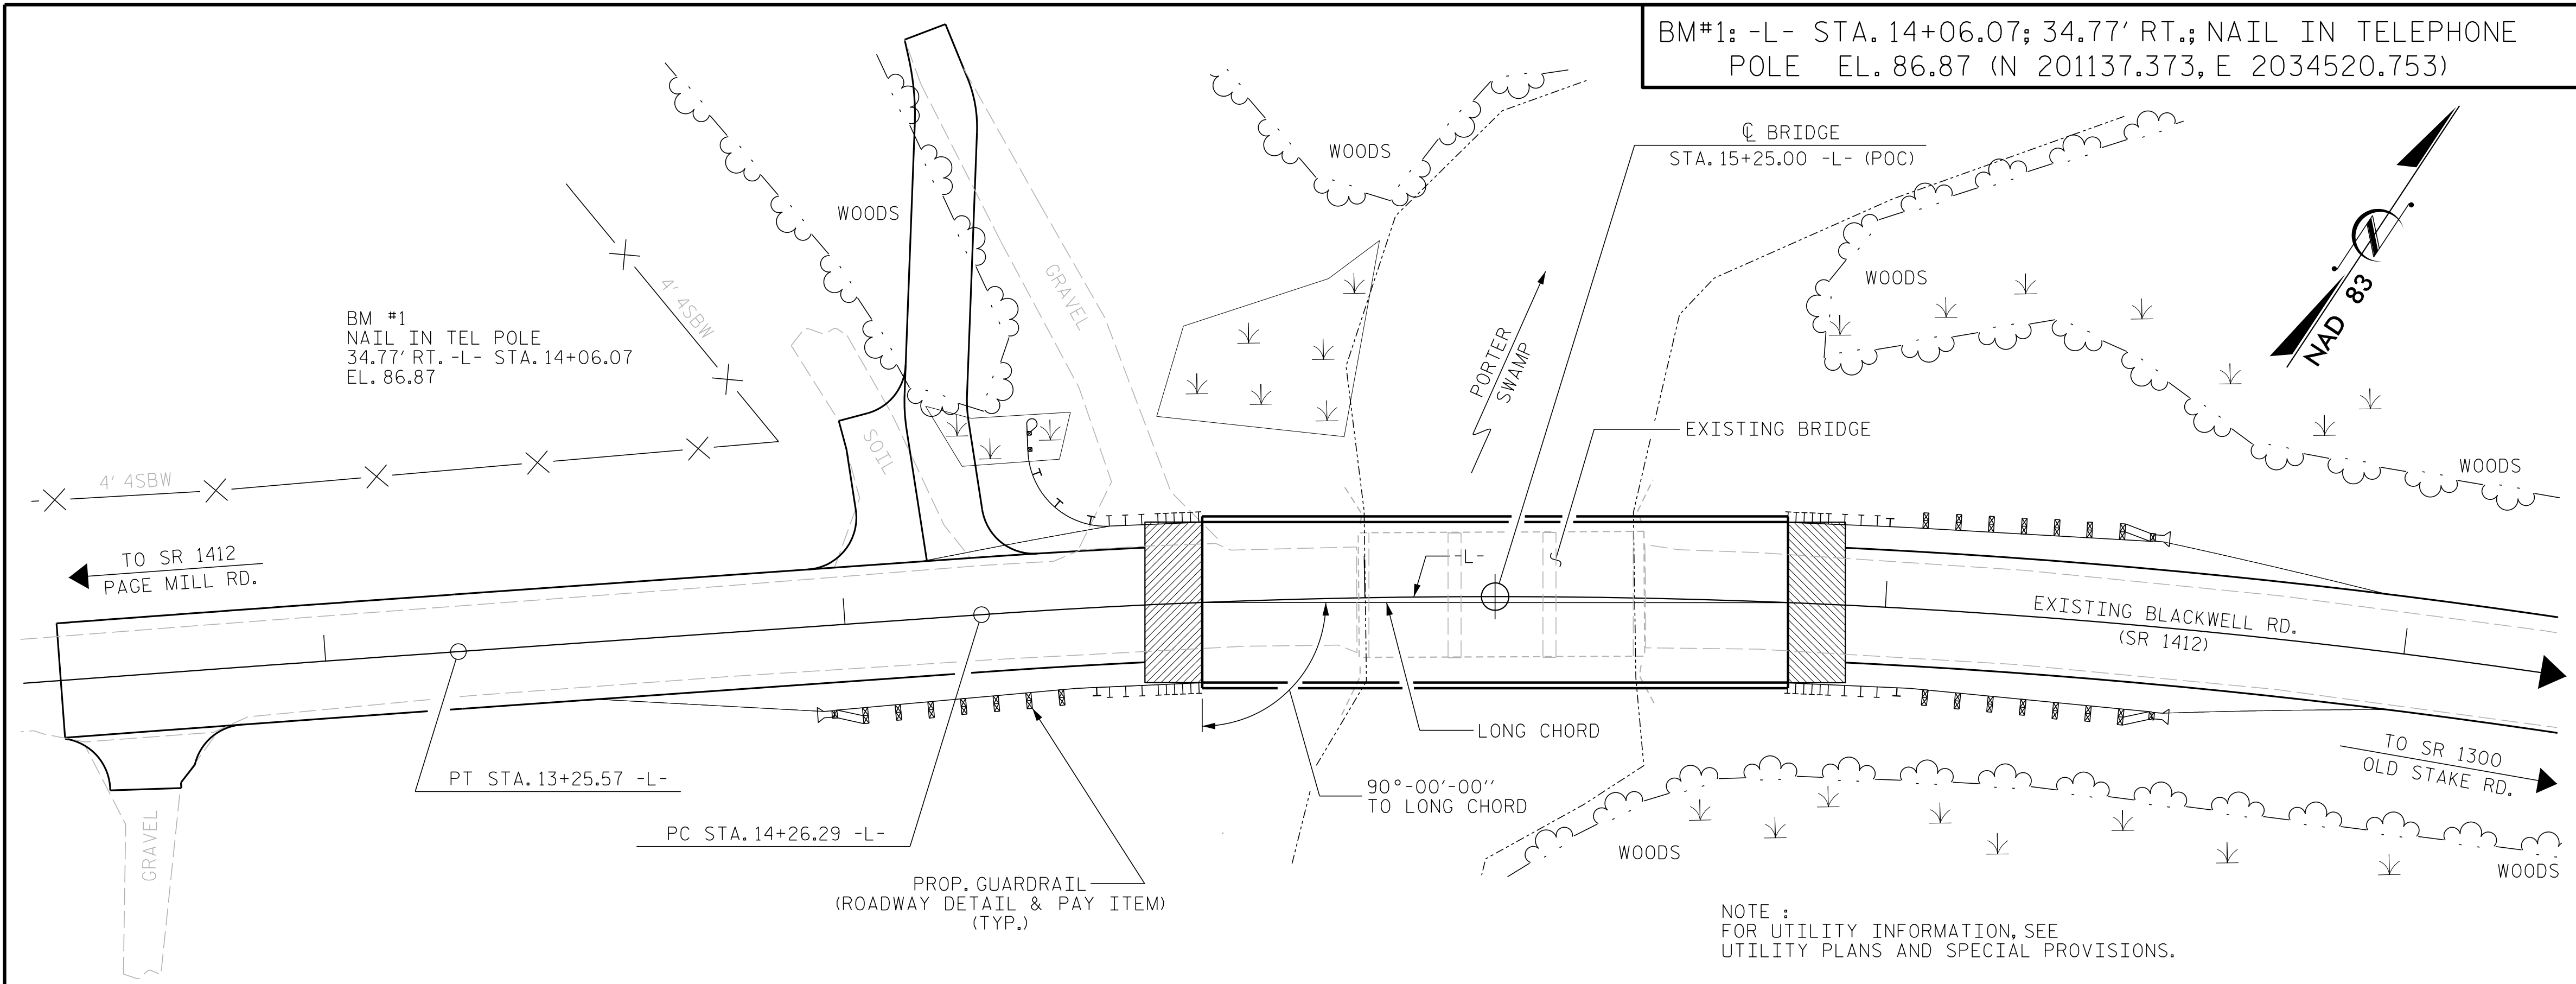 BM#1: -L- STA. 14+06.07; 34.77' RT.; NAIL IN TELEPHONE
POLE EL. 86.87 (N 201137.373, E 2034520.753)
℄ BRIDGE
STA. 15+25.00 -L- (POC)
WOODS
WOODS
WOODS
NAD 83
GRAVEL
4' 4SBW
BM #1
NAIL IN TEL POLE
34.77' RT. -L- STA. 14+06.07
EL. 86.87
PORTER
SWAMP
EXISTING BRIDGE
SOIL
4' 4SBW
WOODS
TO SR 1412
PAGE MILL RD.
-L-
EXISTING BLACKWELL RD.
(SR 1412)
LONG CHORD
TO SR 1300
OLD STAKE RD.
PT STA. 13+25.57 -L-
90°-00'-00''
TO LONG CHORD
PC STA. 14+26.29 -L-
GRAVEL
WOODS
WOODS
PROP. GUARDRAIL
(ROADWAY DETAIL & PAY ITEM)
(TYP.)
NOTE :
FOR UTILITY INFORMATION, SEE
UTILITY PLANS AND SPECIAL PROVISIONS.